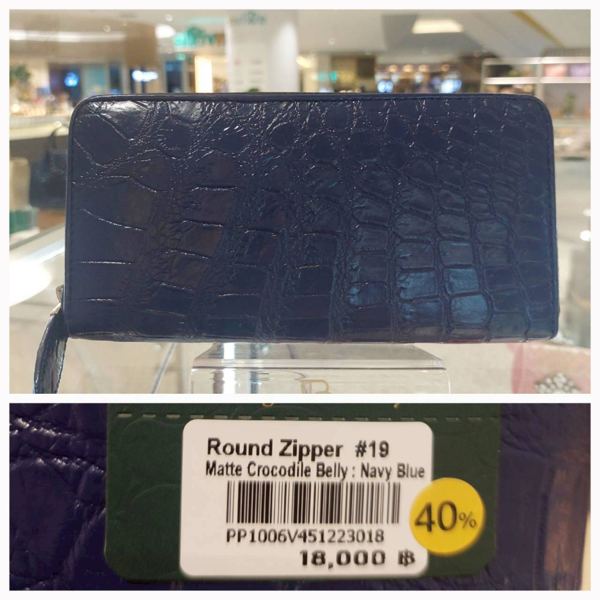 Round Zipper #19
Matte Crocodile Belly : Navy Blue
PP1006V451223018
18,000 ฿
40%